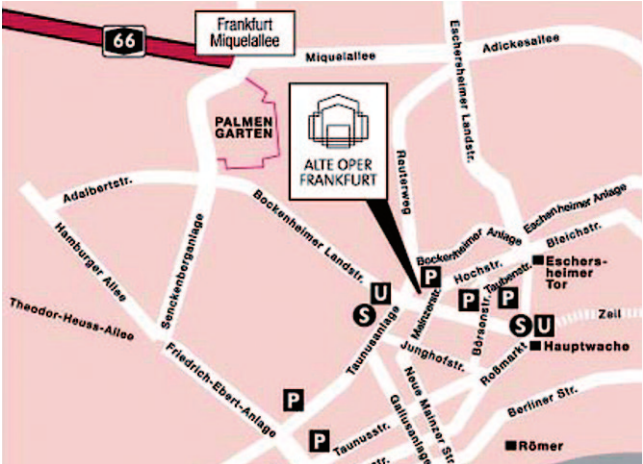 66
Frankfurt
Miquelallee
Miquelallee
Adickesallee
Eschersheimer Landstr.
PALMEN
GARTEN
ALTE OPER
FRANKFURT
Reuterweg
Adalbertstr.
Bockenheimer Landstr.
Senckenberganlage
Hamburger Allee
Theodor-Heuss-Allee
Friedrich-Ebert-Anlage
Bockenheimer Anlage
Eschenheimer Anlage
Bleichstr.
Hochstr.
Taubenstr.
Eschers-
heimer
Tor
P
P
P
U
S
Mainzerstr.
Börsenstr.
S U
Zeil
Hauptwache
Taunusanlage
Junghofstr.
Roßmarkt
Neue Mainzer Str.
Gallusanlage
Berliner Str.
P
P
Taunusstr.
Römer
str.